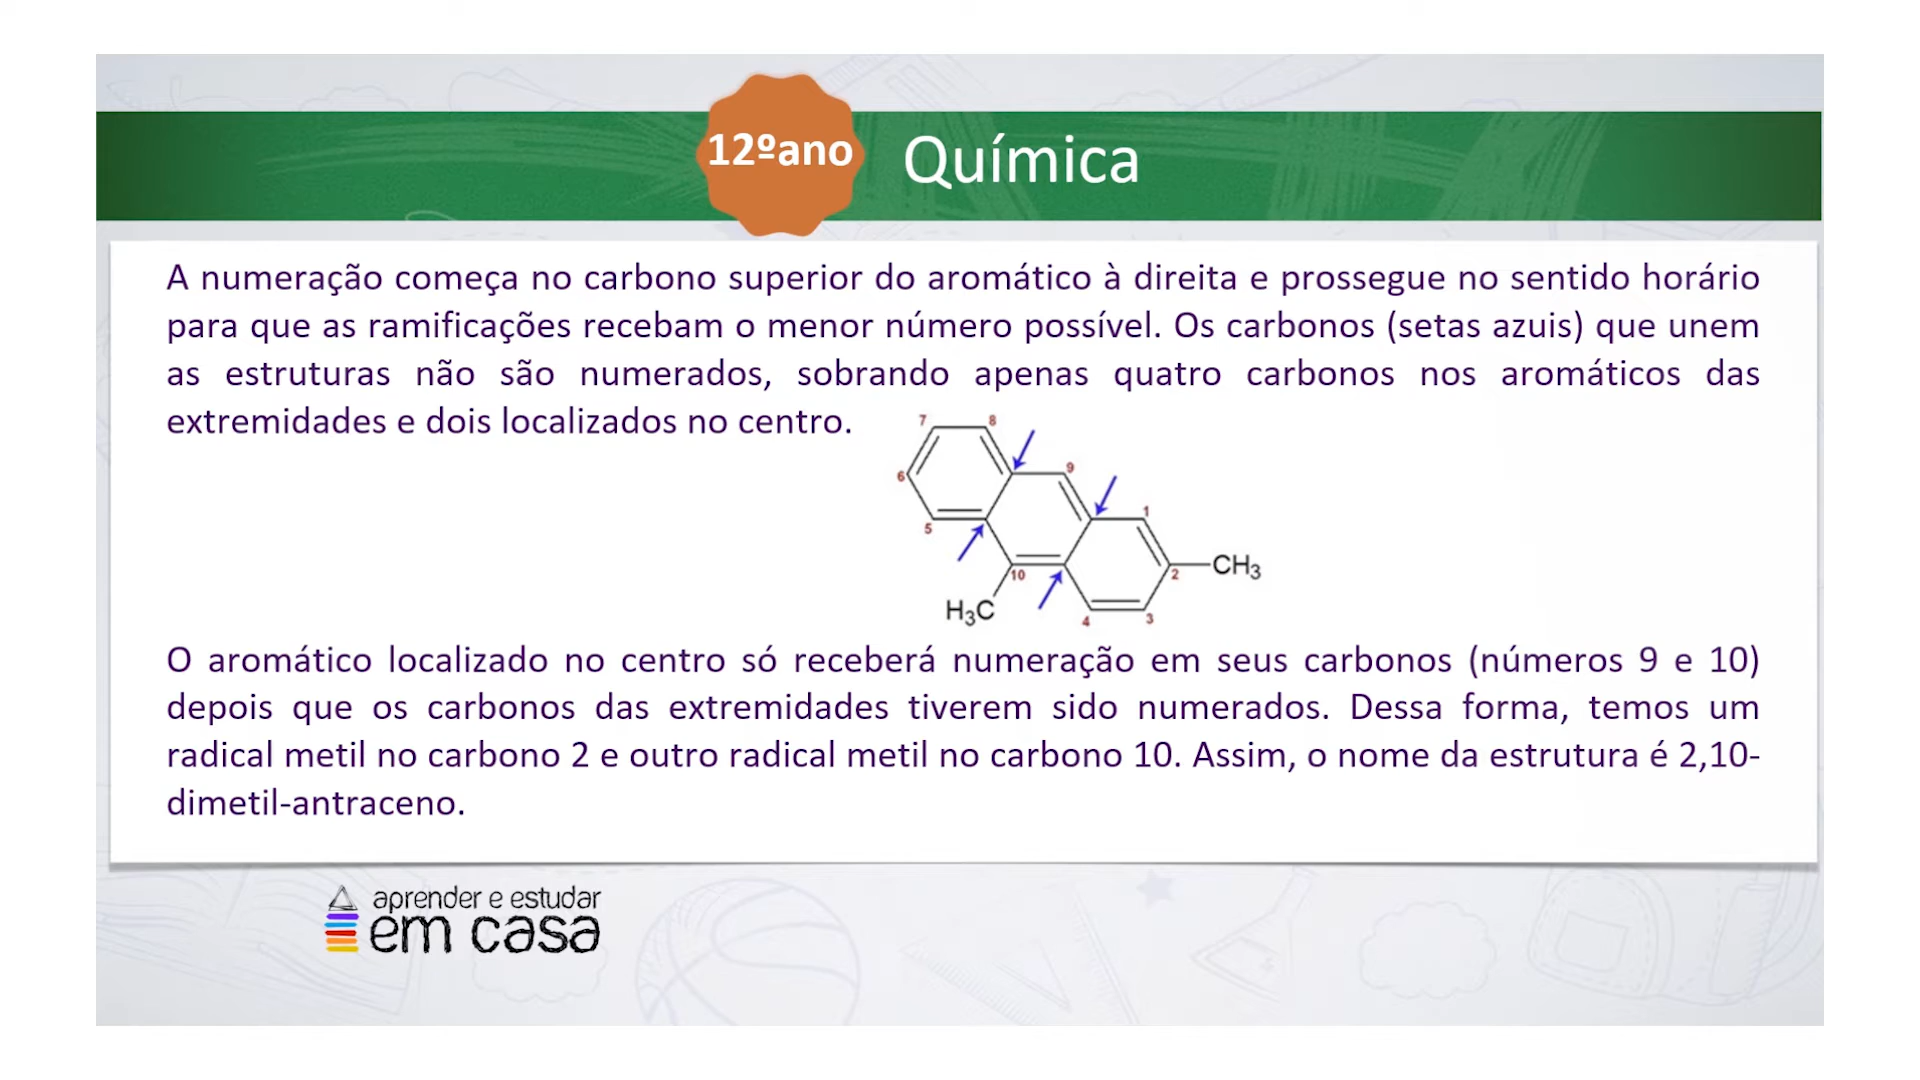 12ºano
Química
A numeração começa no carbono superior do aromático à direita e prossegue no sentido horário
para que as ramificações recebam o menor número possível. Os carbonos (setas azuis) que unem
as estruturas não são numerados, sobrando apenas quatro carbonos nos aromáticos das
extremidades e dois localizados no centro.
7
8
6
9
5
1
10
2
CH₃
H₃C
4
3
O aromático localizado no centro só receberá numeração em seus carbonos (números 9 e 10)
depois que os carbonos das extremidades tiverem sido numerados. Dessa forma, temos um
radical metil no carbono 2 e outro radical metil no carbono 10. Assim, o nome da estrutura é 2,10-
dimetil-antraceno.
aprender e estudar
em casa